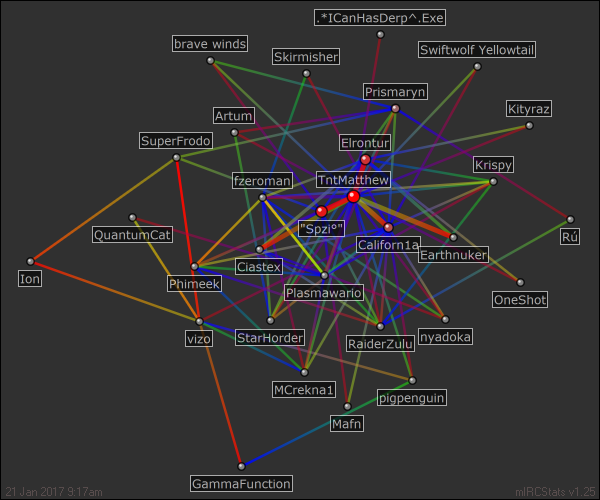 .*ICanHasDerp^.Exe
brave winds
Skirmisher
Swiftwolf Yellowtail
Prismaryn
Artum
Kityraz
SuperFrodo
Elrontur
Krispy
fzeroman
TntMatthew
QuantumCat
"Spzi°"
Californ1a
Rú
Earthnuker
Ion
Phimeek
Ciastex
Plasmawario
OneShot
vizo
StarHorder
RaiderZulu
nyadoka
MCrekna1
pigpenguin
Mafn
GammaFunction
21 Jan 2017 9:17am
mIRCStats v1.25